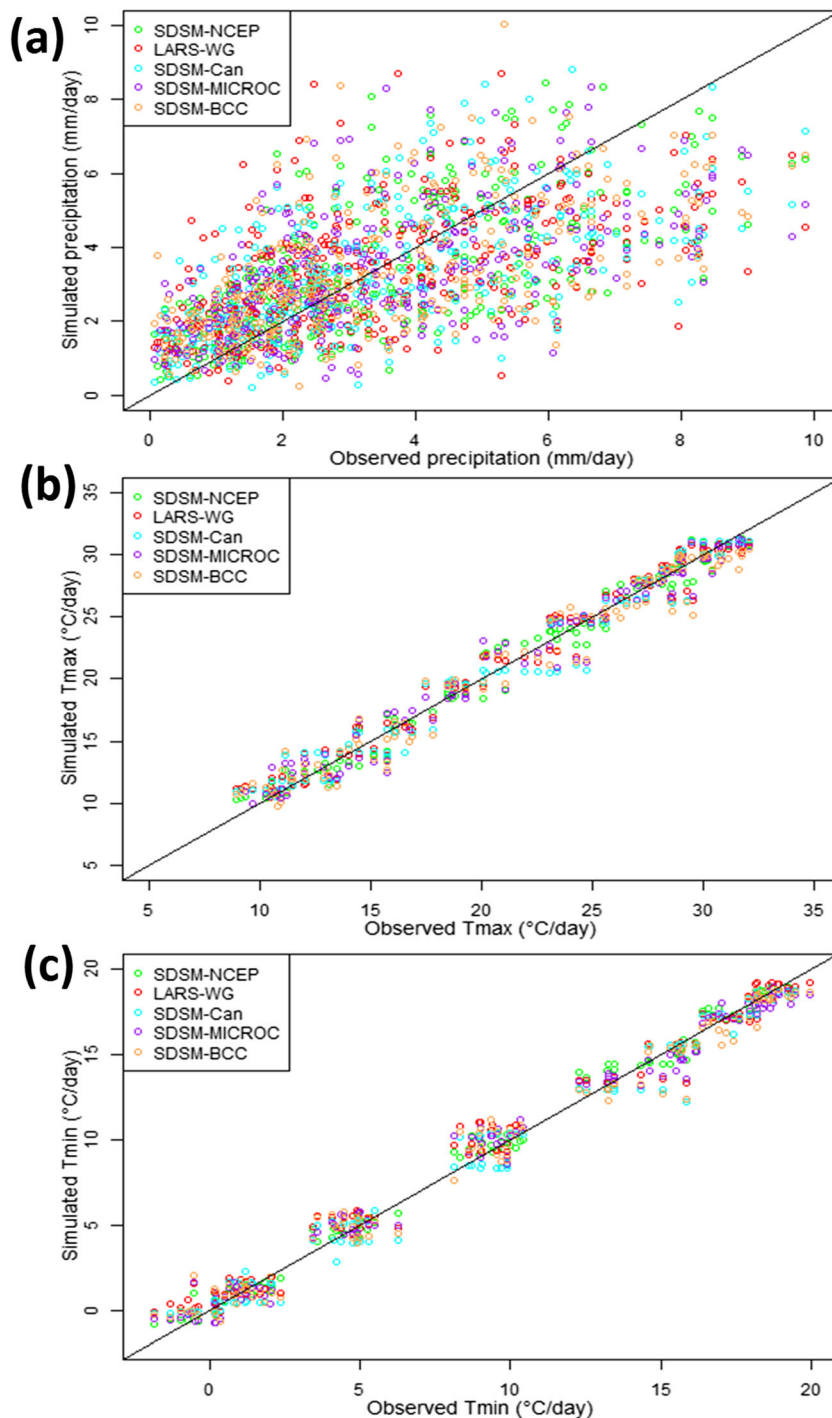 (a)
SDSM-NCEP
LARS-WG
SDSM-Can
SDSM-MICROC
SDSM-BCC
Simulated precipitation (mm/day)
10
8
6
4
2
0
0 2 4 6 8 10
Observed precipitation (mm/day)
(b)
SDSM-NCEP
LARS-WG
SDSM-Can
SDSM-MICROC
SDSM-BCC
Simulated Tmax (°C/day)
35
30
25
20
15
10
5
5 10 15 20 25 30 35
Observed Tmax (°C/day)
(c)
SDSM-NCEP
LARS-WG
SDSM-Can
SDSM-MICROC
SDSM-BCC
Simulated Tmin (°C/day)
20
15
10
5
0
0 5 10 15 20
Observed Tmin (°C/day)